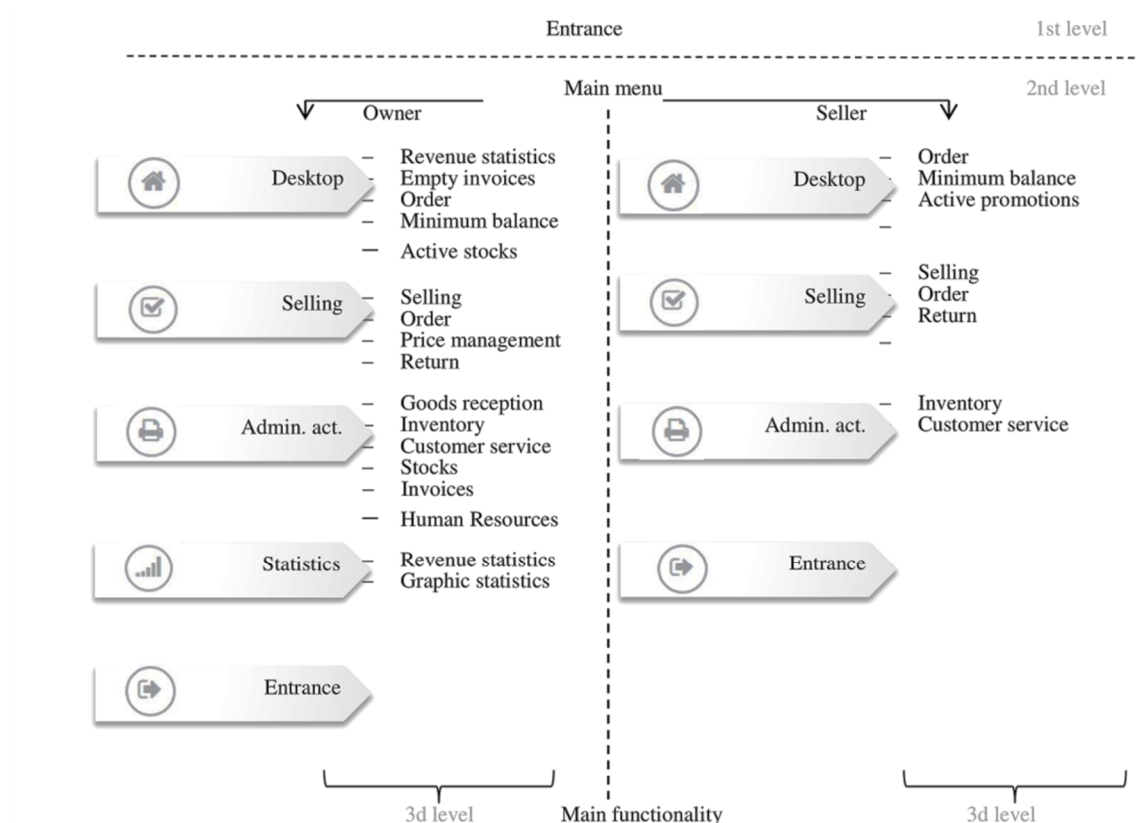 Entrance
1st level
Main menu
2nd level
Owner
Seller
Desktop
– Revenue statistics
– Empty invoices
– Order
– Minimum balance
— Active stocks
Selling
– Selling
– Order
– Price management
– Return
Admin. act.
– Goods reception
– Inventory
– Customer service
– Stocks
– Invoices
— Human Resources
Statistics
– Revenue statistics
– Graphic statistics
Entrance
Desktop
– Order
– Minimum balance
– Active promotions
–
Selling
– Selling
– Order
– Return
–
Admin. act.
– Inventory
Customer service
Entrance
3d level
Main functionality
3d level